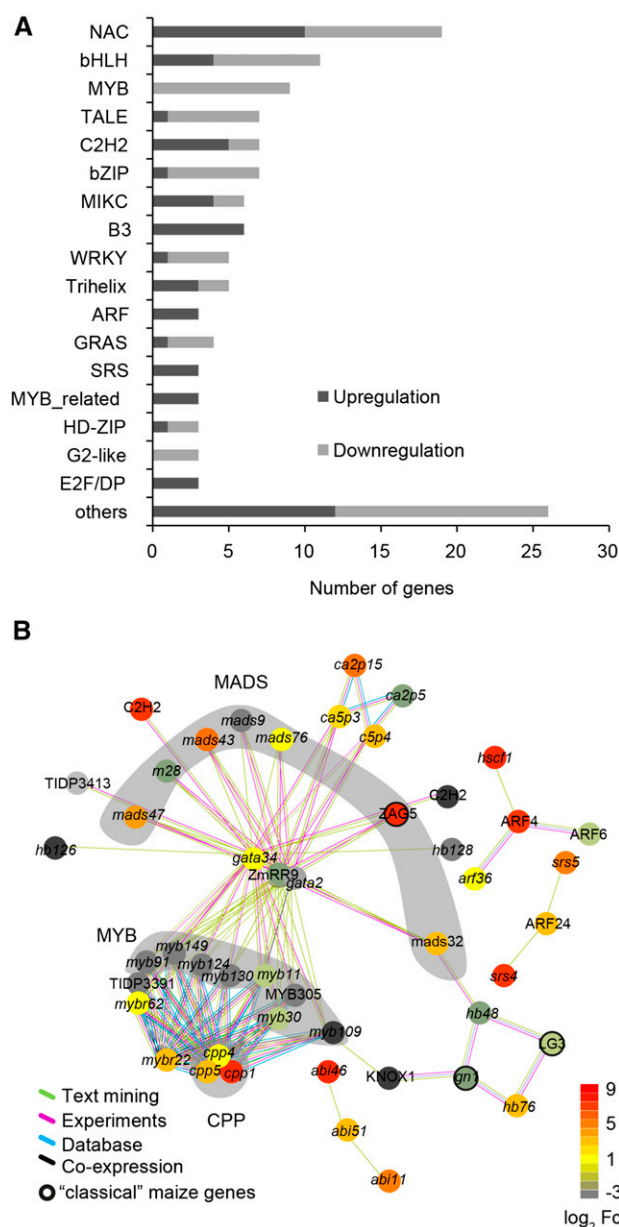 A
NAC
bHLH
MYB
TALE
C2H2
bZIP
MIKC
B3
WRKY
Trihelix
ARF
GRAS
SRS
MYB_related
HD-ZIP
G2-like
E2F/DP
others
Upregulation
Downregulation
0 5 10 15 20 25 30
Number of genes
B
ca2p15
MADS
C2H2
mads9
ca2p5
mads43
mads76
ca5p3
c5p4
m28
hscf1
TIDP3413
C2H2
ZAG5
mads47
ARF4
ARF6
hb126
gata34
hb128
srs5
ZmRR9
gata2
arf36
MYB
ARF24
myb149
mads32
myb91
myb124
myb11
myb130
TIDP3391
MYB305
srs4
mybr62
myb30
hb48
myb109
LG3
mybr22
cpp4
cpp5
cpp1
abi46
KNOX1
gn1
hb76
CPP
abi51
abi11
Text mining
Experiments
Database
Co-expression
"classical" maize genes
9
5
1
-3
log2 Fo